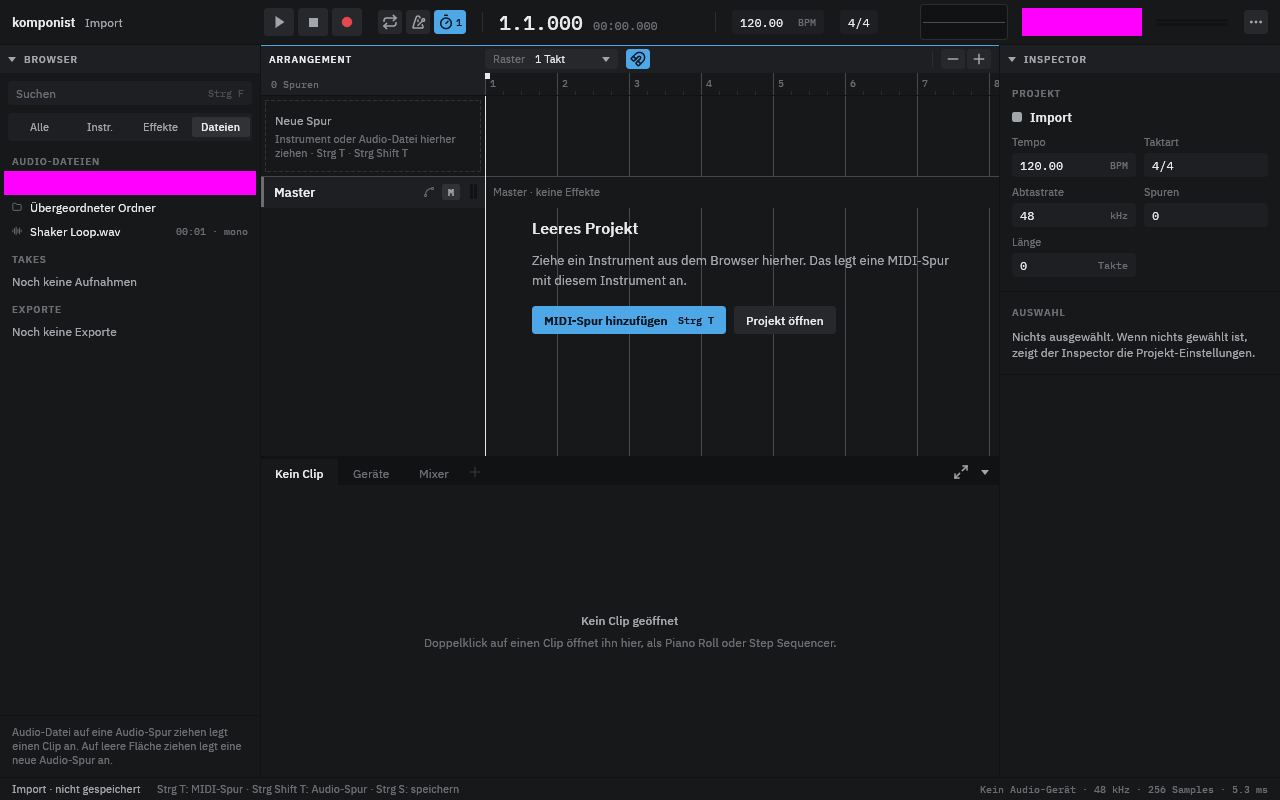 komponist Import
1
1.1.000 00:00.000
120.00 BPM
4/4
BROWSER
Suchen Strg F
Alle Instr. Effekte Dateien
AUDIO-DATEIEN
Übergeordneter Ordner
Shaker Loop.wav 00:01 · mono
TAKES
Noch keine Aufnahmen
EXPORTE
Noch keine Exporte
Audio-Datei auf eine Audio-Spur ziehen legt
einen Clip an. Auf leere Fläche ziehen legt eine
neue Audio-Spur an.
ARRANGEMENT
Raster 1 Takt
0 Spuren
1 2 3 4 5 6 7 8
Neue Spur
Instrument oder Audio-Datei hierher
ziehen · Strg T · Strg Shift T
Master M
Master · keine Effekte
Leeres Projekt
Ziehe ein Instrument aus dem Browser hierher. Das legt eine MIDI-Spur
mit diesem Instrument an.
MIDI-Spur hinzufügen Strg T
Projekt öffnen
Kein Clip Geräte Mixer
Kein Clip geöffnet
Doppelklick auf einen Clip öffnet ihn hier, als Piano Roll oder Step Sequencer.
INSPECTOR
PROJEKT
Import
Tempo Taktart
120.00 BPM 4/4
Abtastrate Spuren
48 kHz 0
Länge
0 Takte
AUSWAHL
Nichts ausgewählt. Wenn nichts gewählt ist,
zeigt der Inspector die Projekt-Einstellungen.
Import · nicht gespeichert Strg T: MIDI-Spur · Strg Shift T: Audio-Spur · Strg S: speichern
Kein Audio-Gerät · 48 kHz · 256 Samples · 5.3 ms